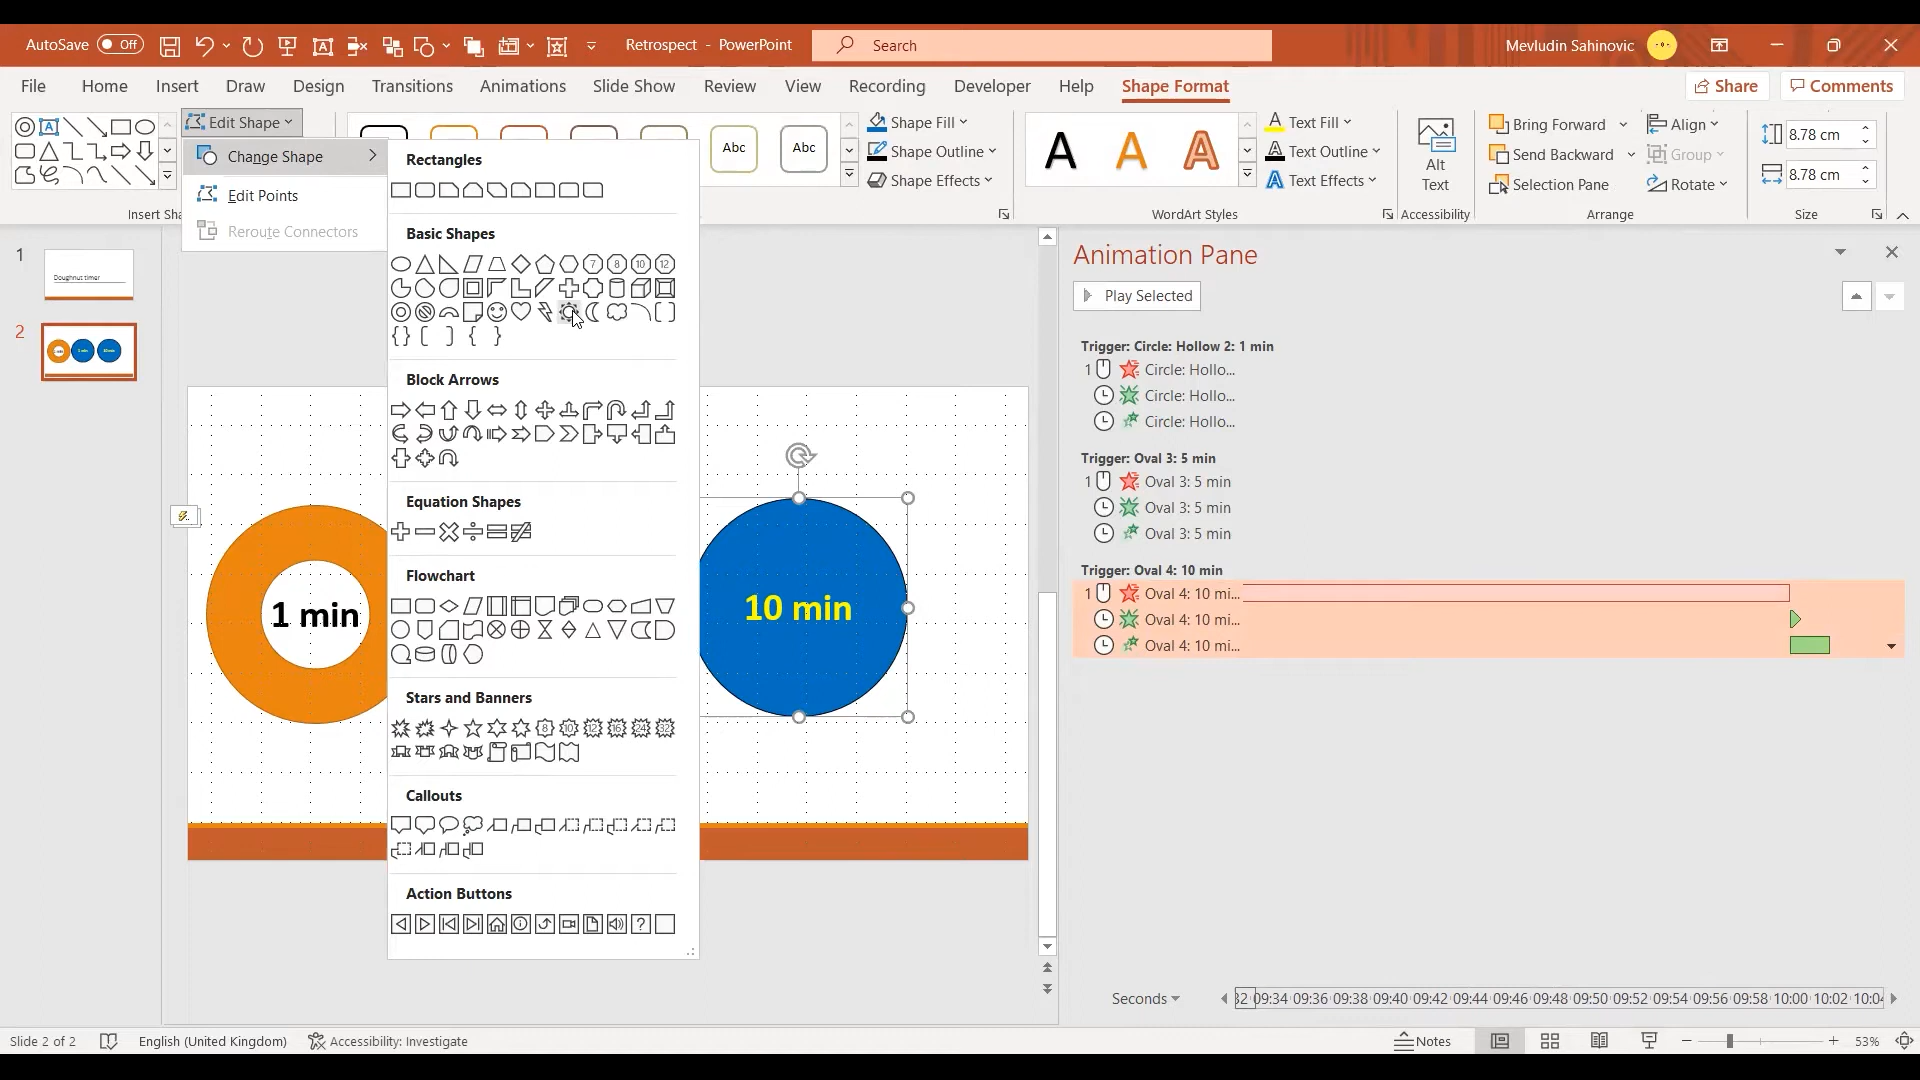 AutoSave Off Retrospect - PowerPoint Search Mevludin Sahinovic
File Home Insert Draw Design Transitions Animations Slide Show Review View Recording Developer Help Shape Format Share Comments
Edit Shape
Change Shape
Edit Points
Reroute Connectors
Insert Sha
Rectangles
Basic Shapes
Block Arrows
Equation Shapes
Flowchart
Stars and Banners
Callouts
Action Buttons
Abc Abc
Shape Fill
Shape Outline
Shape Effects
A A A
Text Fill
Text Outline
Text Effects
WordArt Styles
Alt
Text
Accessibility
Bring Forward
Send Backward
Selection Pane
Align
Group
Rotate
Arrange
8.78 cm
8.78 cm
Size
1
Doughnut timer
2
1 min
10 min
Animation Pane
Play Selected
Trigger: Circle: Hollow 2: 1 min
1 Circle: Hollo...
Circle: Hollo...
Circle: Hollo...
Trigger: Oval 3: 5 min
1 Oval 3: 5 min
Oval 3: 5 min
Oval 3: 5 min
Trigger: Oval 4: 10 min
1 Oval 4: 10 mi...
Oval 4: 10 mi...
Oval 4: 10 mi...
Seconds 09:34 09:36 09:38 09:40 09:42 09:44 09:46 09:48 09:50 09:52 09:54 09:56 09:58 10:00 10:02 10:04
Slide 2 of 2 English (United Kingdom) Accessibility: Investigate Notes 53%